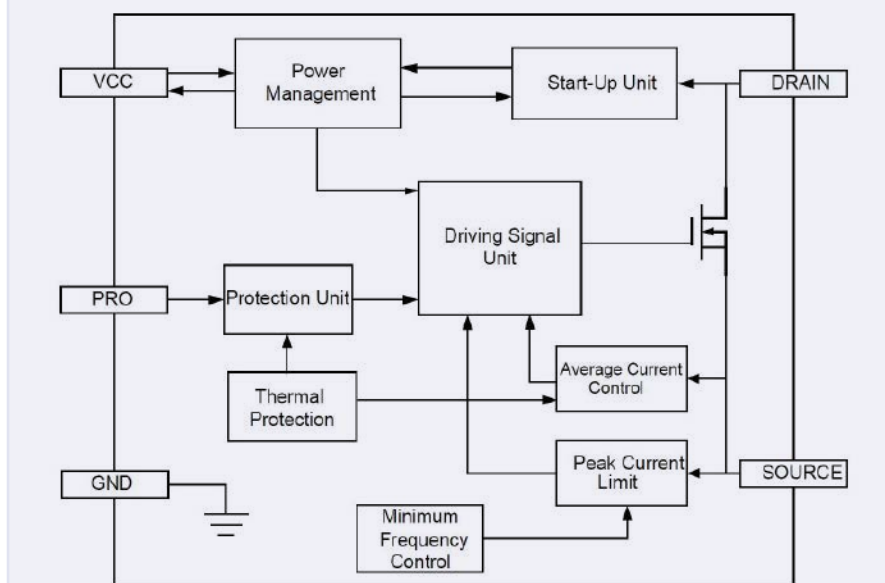 VCC
Power
Management
Start-Up Unit
DRAIN
Driving Signal
Unit
PRO
Protection Unit
Thermal
Protection
Average Current
Control
GND
Peak Current
Limit
SOURCE
Minimum
Frequency
Control